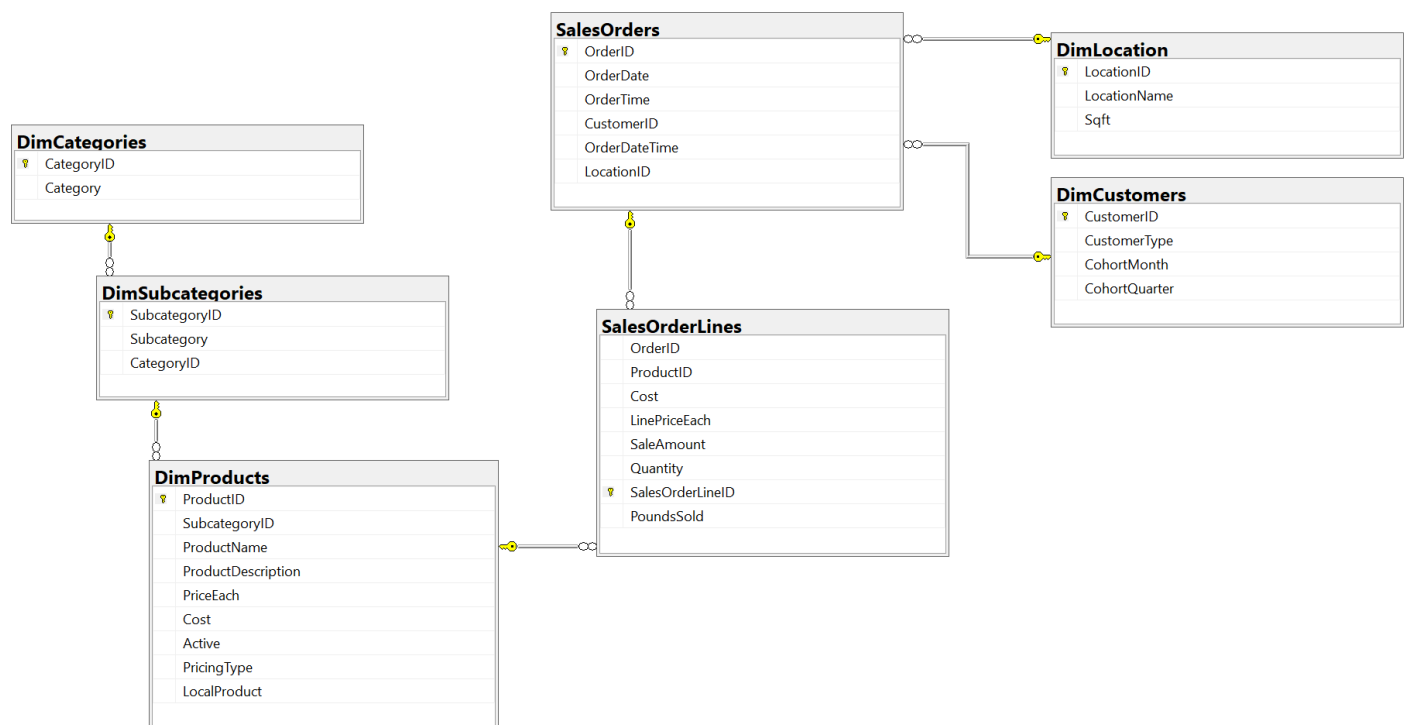 SalesOrders
OrderID
OrderDate
OrderTime
CustomerID
OrderDateTime
LocationID
DimLocation
LocationID
LocationName
Sqft
DimCategories
CategoryID
Category
DimCustomers
CustomerID
CustomerType
CohortMonth
CohortQuarter
DimSubcategories
SubcategoryID
Subcategory
CategoryID
SalesOrderLines
OrderID
ProductID
Cost
LinePriceEach
SaleAmount
Quantity
SalesOrderLineID
PoundsSold
DimProducts
ProductID
SubcategoryID
ProductName
ProductDescription
PriceEach
Cost
Active
PricingType
LocalProduct